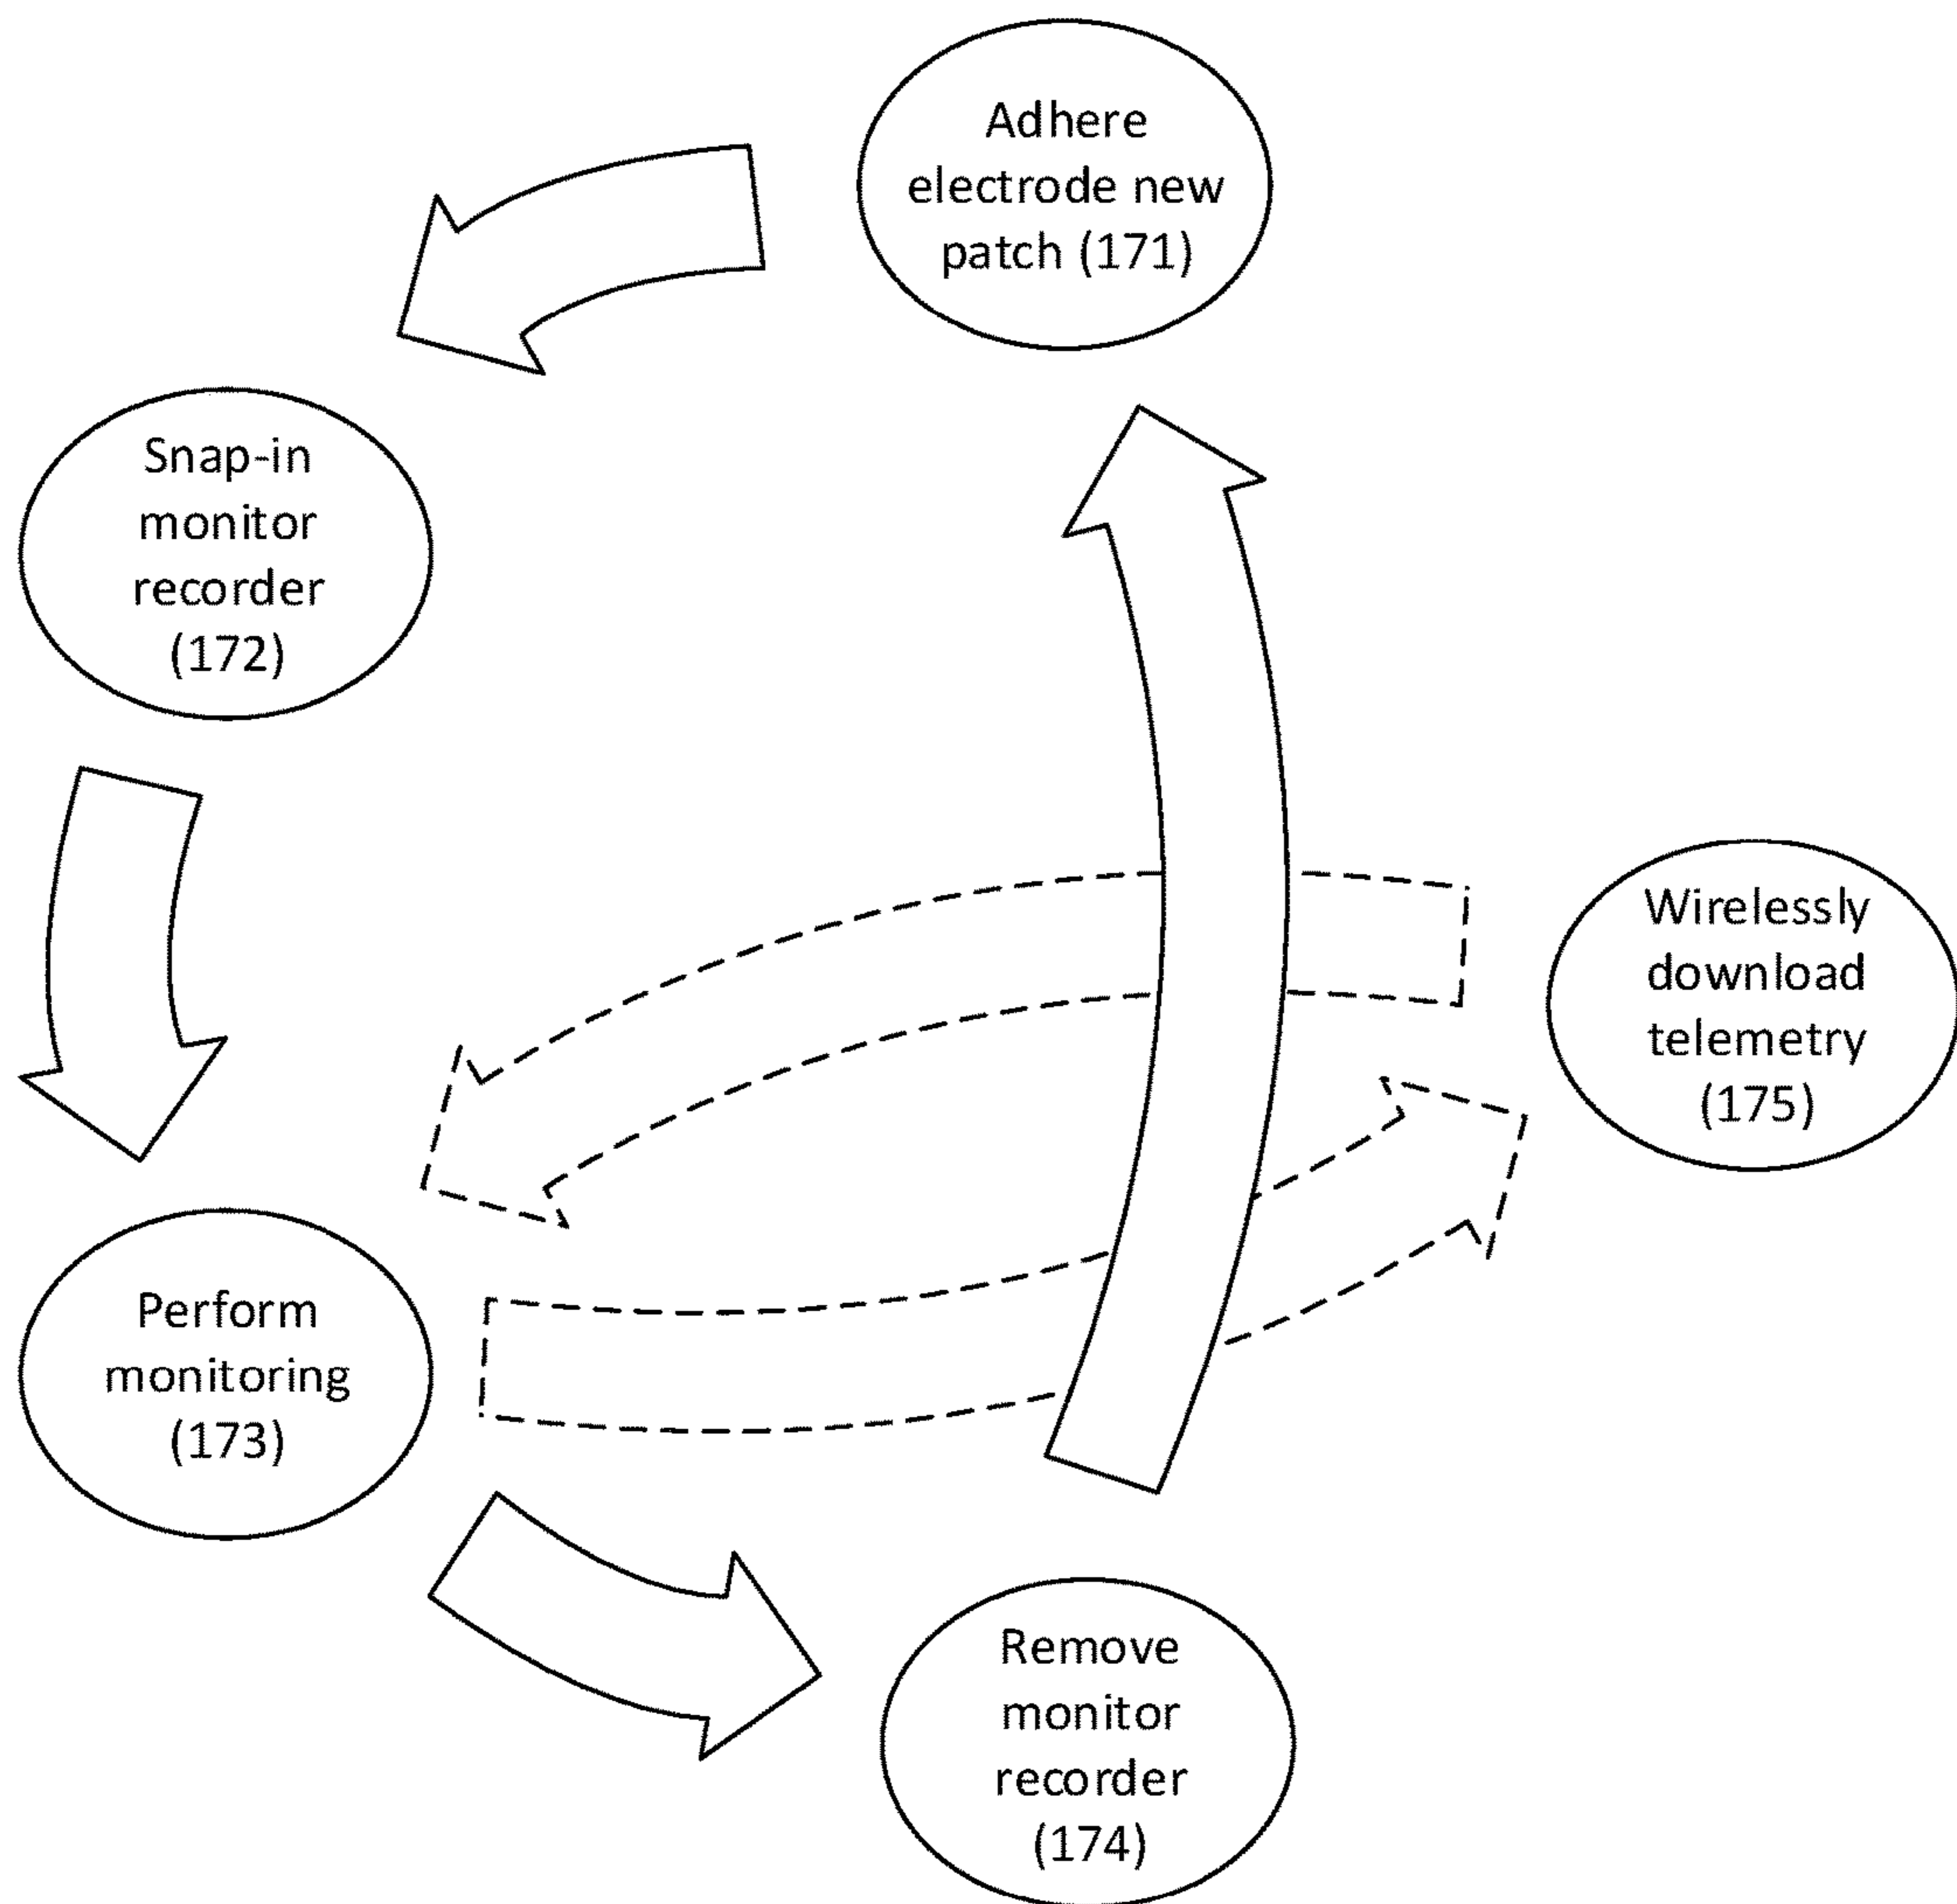 Adhere
electrode new
patch (171)
Snap-in
monitor
recorder
(172)
Wirelessly
download
telemetry
(175)
Perform
monitoring
(173)
Remove
monitor
recorder
(174)